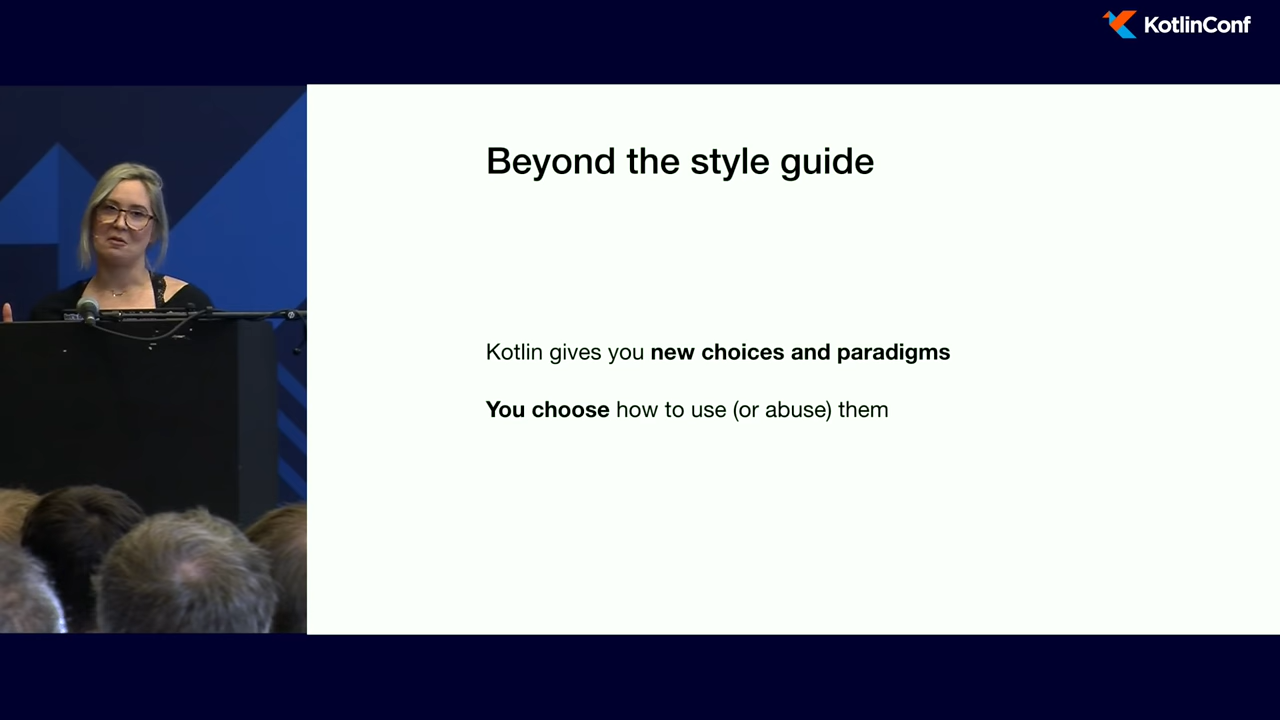 KotlinConf
Beyond the style guide
Kotlin gives you new choices and paradigms
You choose how to use (or abuse) them